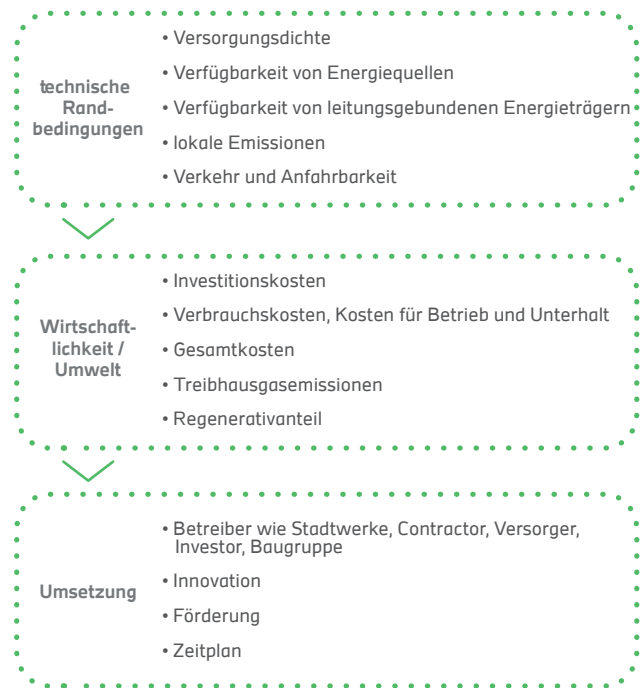 technische
Rand-
bedingungen
• Versorgungsdichte
• Verfügbarkeit von Energiequellen
• Verfügbarkeit von leitungsgebundenen Energieträgern
• lokale Emissionen
• Verkehr und Anfahrbarkeit
Wirtschaft-
lichkeit /
Umwelt
• Investitionskosten
• Verbrauchskosten, Kosten für Betrieb und Unterhalt
• Gesamtkosten
• Treibhausgasemissionen
• Regenerativanteil
Umsetzung
• Betreiber wie Stadtwerke, Contractor, Versorger,
Investor, Baugruppe
• Innovation
• Förderung
• Zeitplan